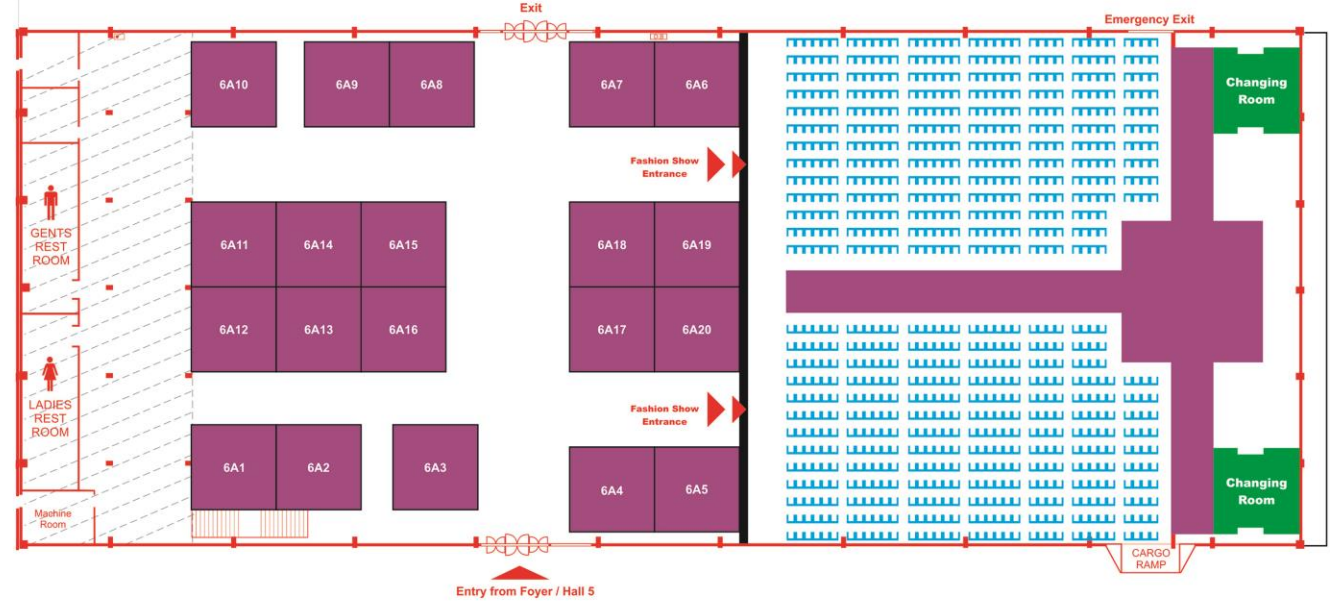 Exit
Emergency Exit
6A10
6A9
6A8
6A7
6A6
Changing
Room
Fashion Show
Entrance
GENTS
REST
ROOM
6A11
6A14
6A15
6A18
6A19
6A12
6A13
6A16
6A17
6A20
LADIES
REST
ROOM
Fashion Show
Entrance
6A1
6A2
6A3
6A4
6A5
Changing
Room
Machine
Room
CARGO
RAMP
Entry from Foyer / Hall 5